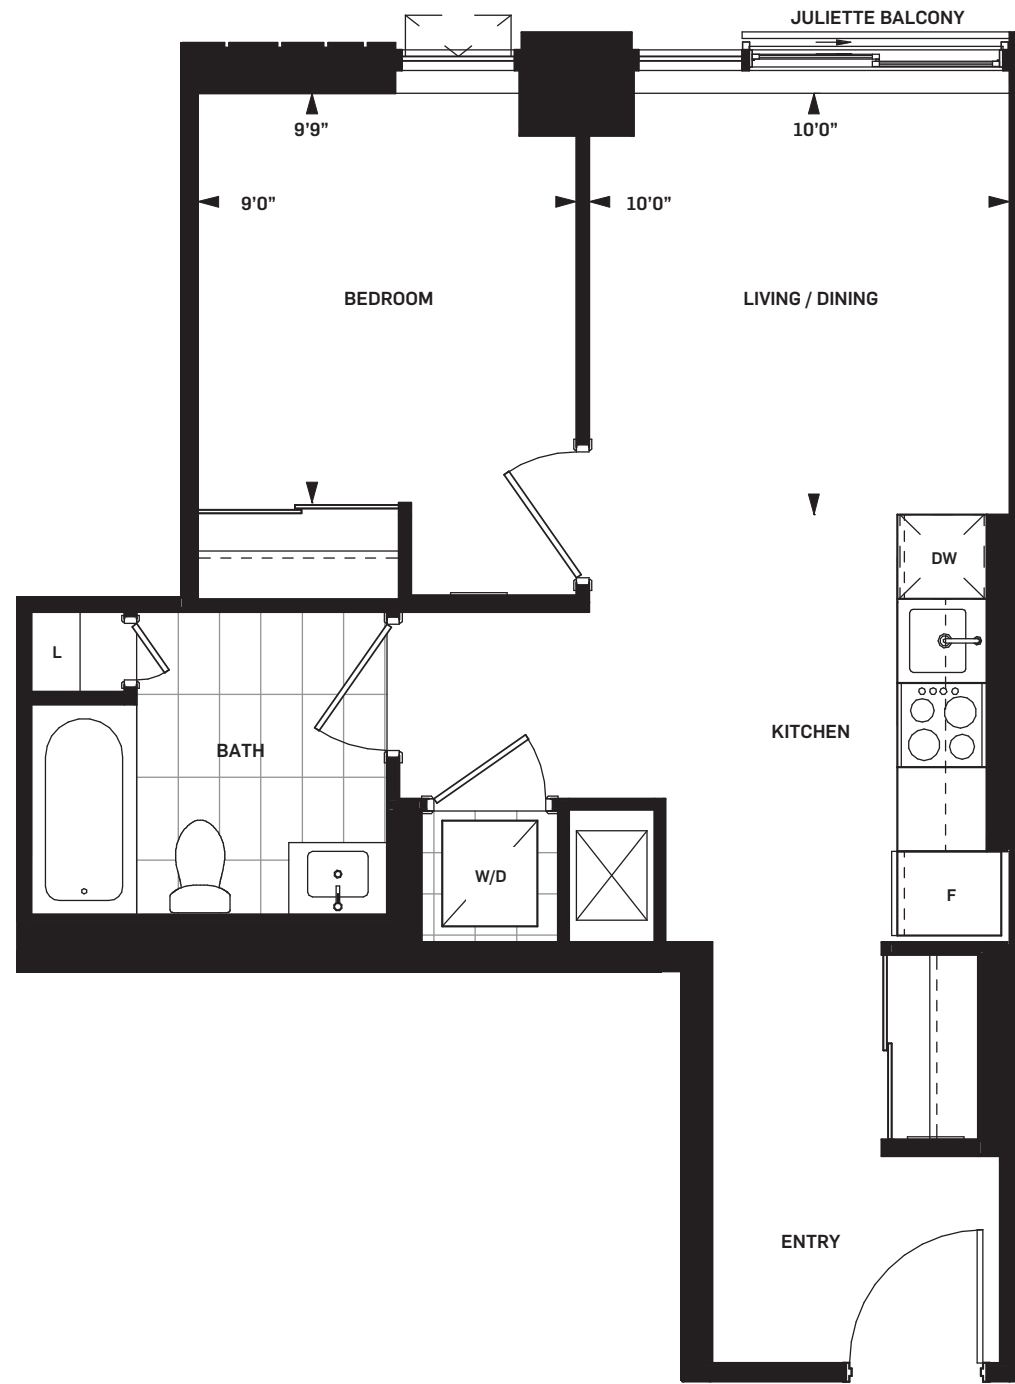 JULIETTE BALCONY
9’9”
10’0”
9’0”
10’0”
BEDROOM
LIVING / DINING
DW
L
KITCHEN
BATH
W/D
F
ENTRY